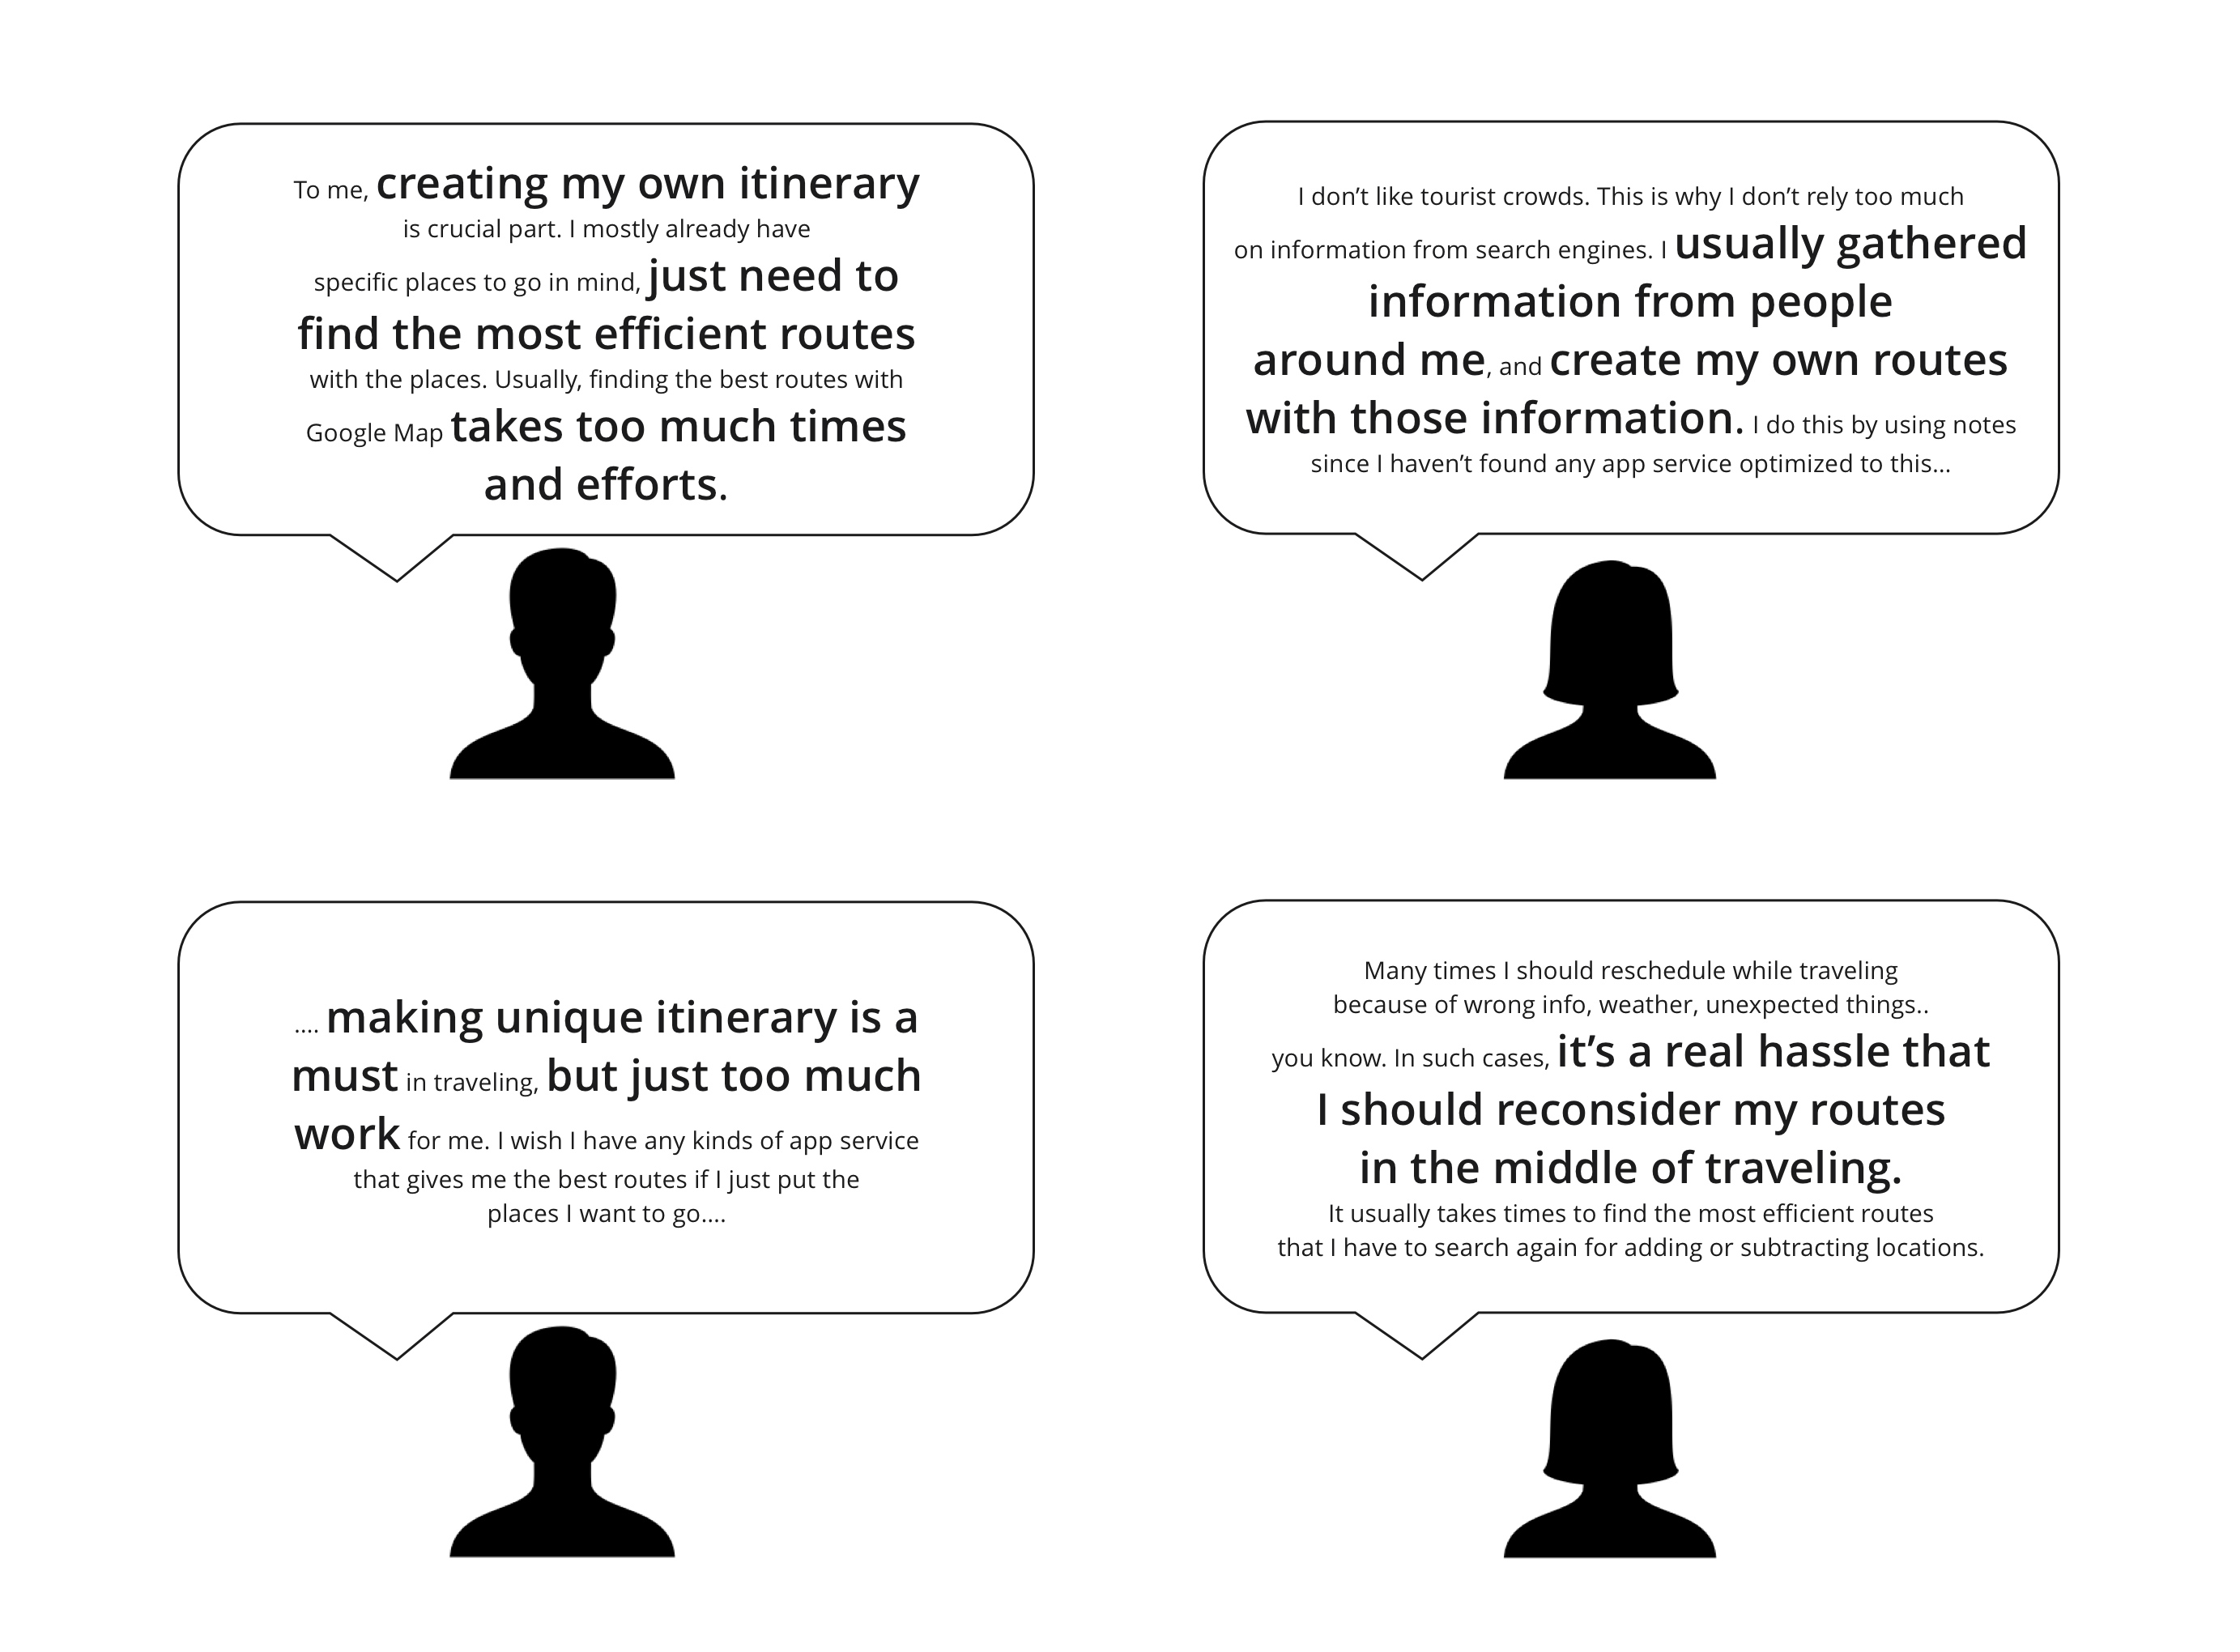 To me, creating my own itinerary
is crucial part. I mostly already have
specific places to go in mind, just need to
find the most efficient routes
with the places. Usually, finding the best routes with
Google Map takes too much times
and efforts.
I don’t like tourist crowds. This is why I don’t rely too much
on information from search engines. I usually gathered
information from people
around me, and create my own routes
with those information. I do this by using notes
since I haven’t found any app service optimized to this...
.... making unique itinerary is a
must in traveling, but just too much
work for me. I wish I have any kinds of app service
that gives me the best routes if I just put the
places I want to go....
Many times I should reschedule while traveling
because of wrong info, weather, unexpected things..
you know. In such cases, it’s a real hassle that
I should reconsider my routes
in the middle of traveling.
It usually takes times to find the most efficient routes
that I have to search again for adding or subtracting locations.